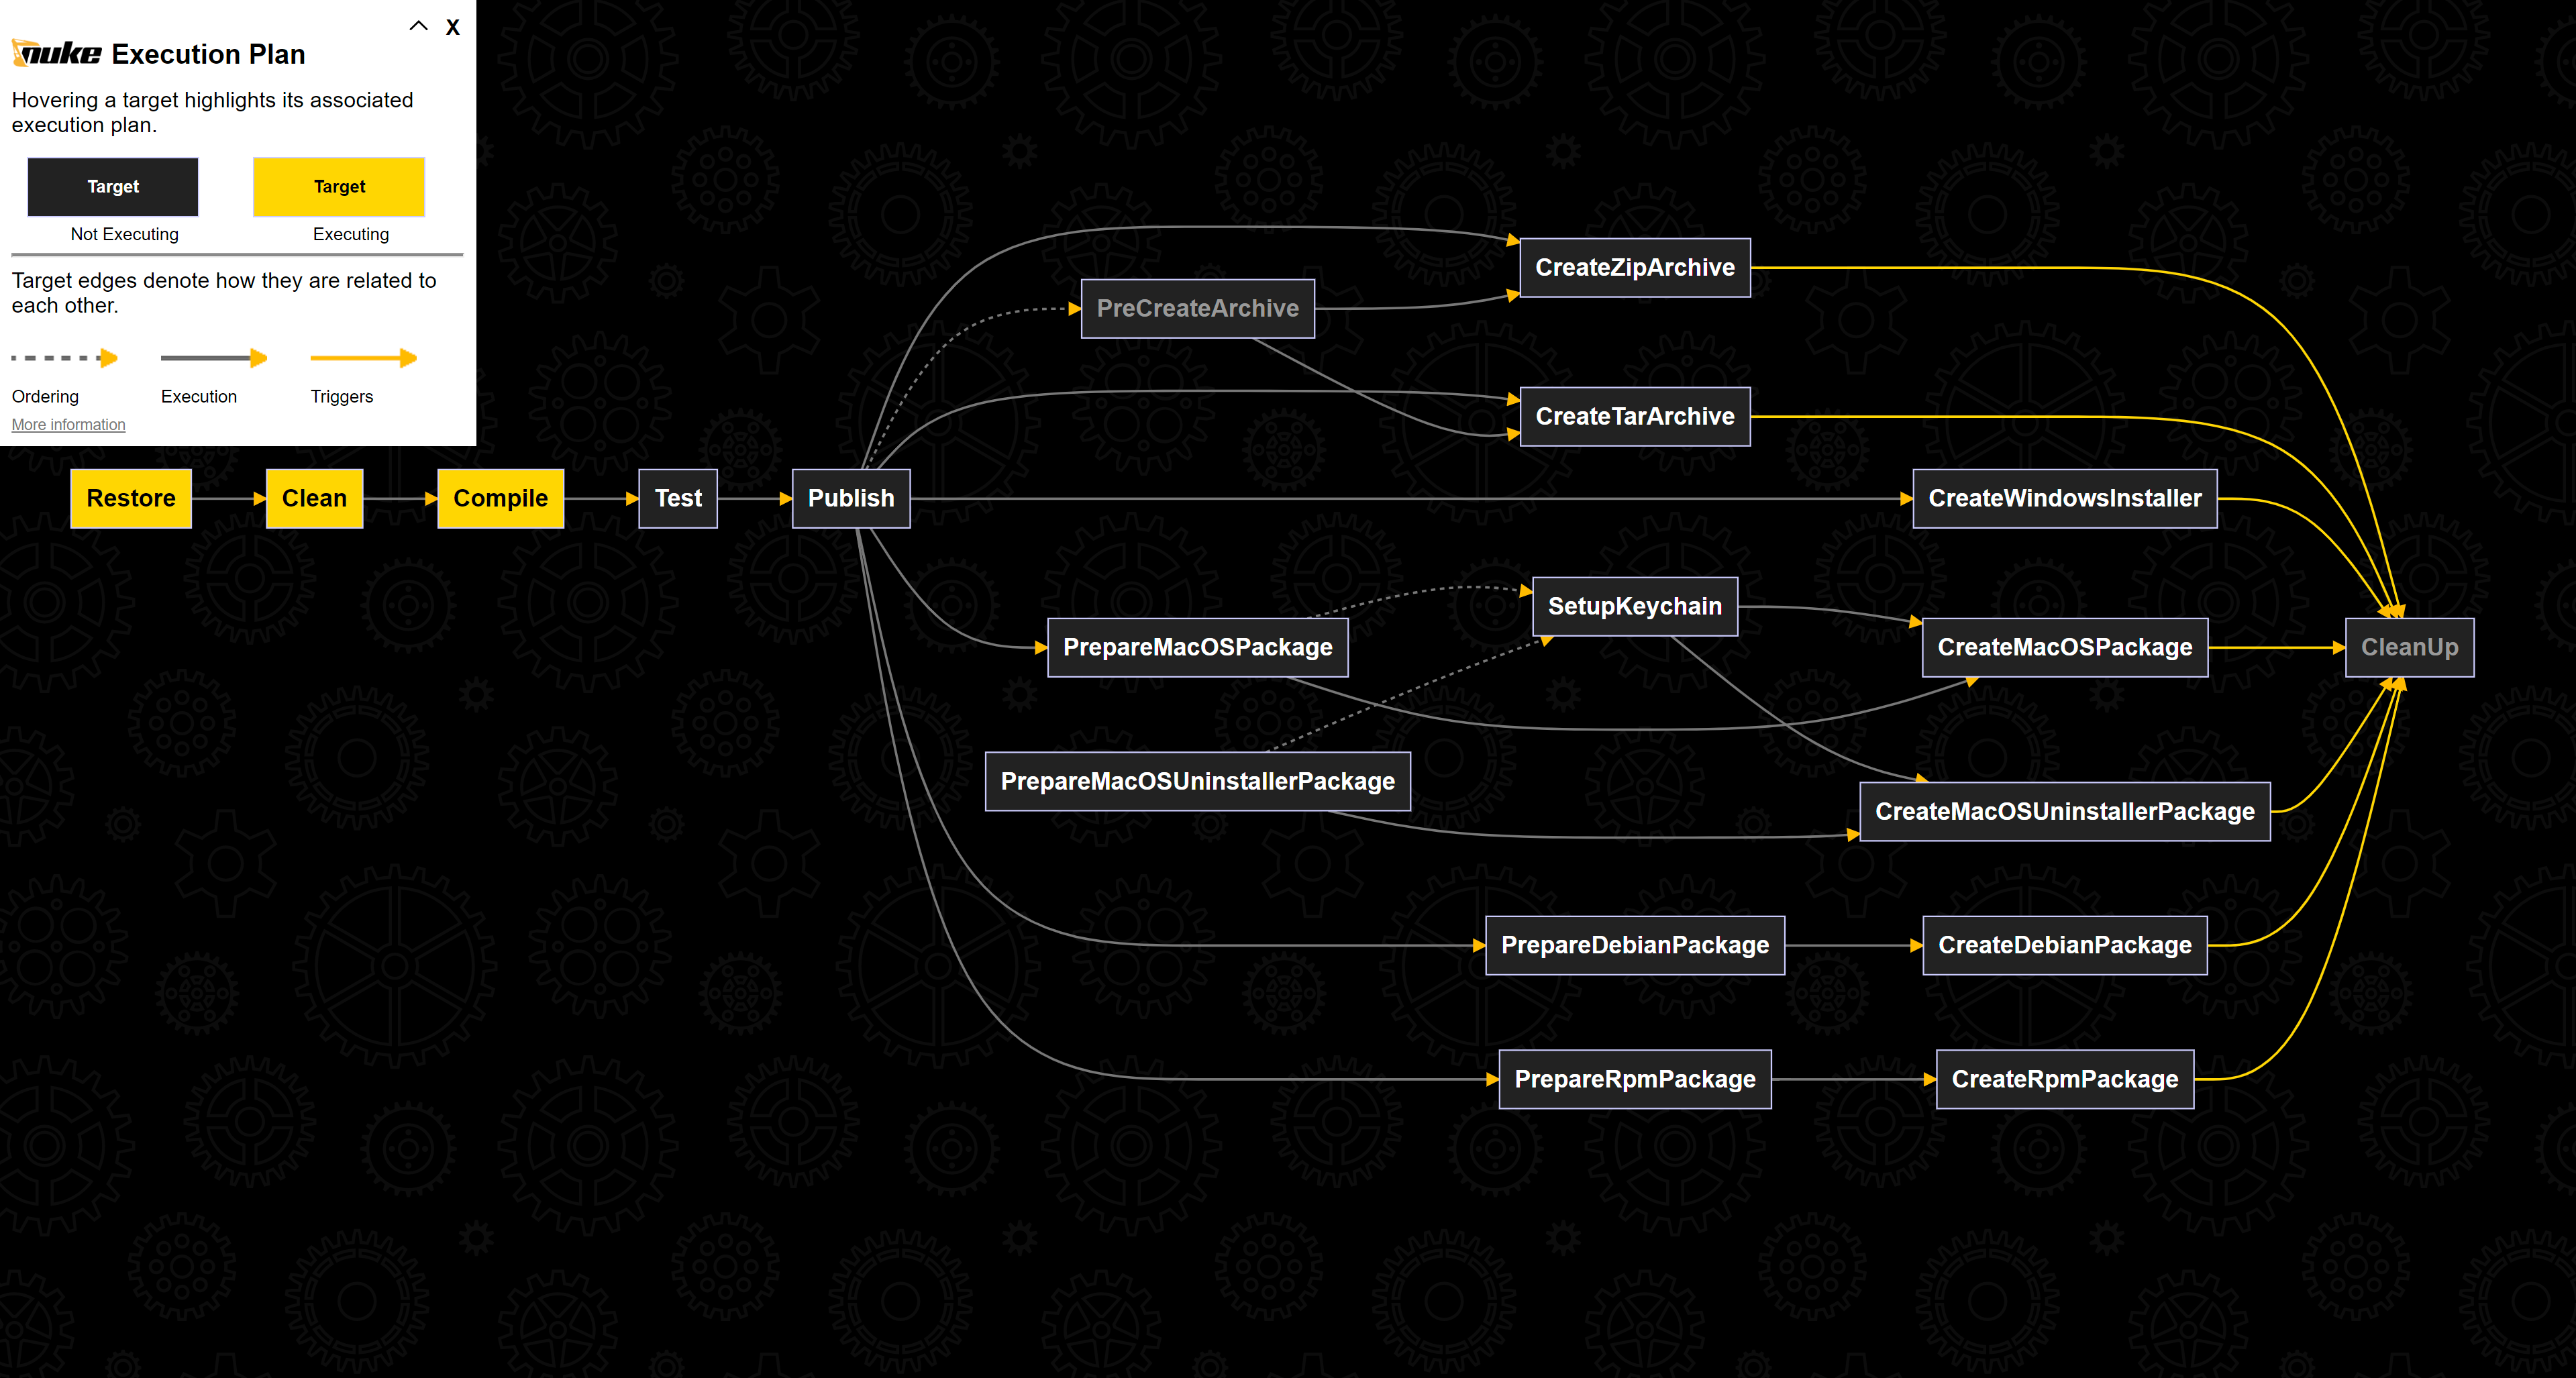 X
nuke Execution Plan
Hovering a target highlights its associated
execution plan.
Target
Target
Not Executing
Executing
Target edges denote how they are related to
each other.
Ordering
Execution
Triggers
More information
Restore
Clean
Compile
Test
Publish
PreCreateArchive
CreateZipArchive
CreateTarArchive
CreateWindowsInstaller
PrepareMacOSPackage
SetupKeychain
CreateMacOSPackage
CleanUp
PrepareMacOSUninstallerPackage
CreateMacOSUninstallerPackage
PrepareDebianPackage
CreateDebianPackage
PrepareRpmPackage
CreateRpmPackage